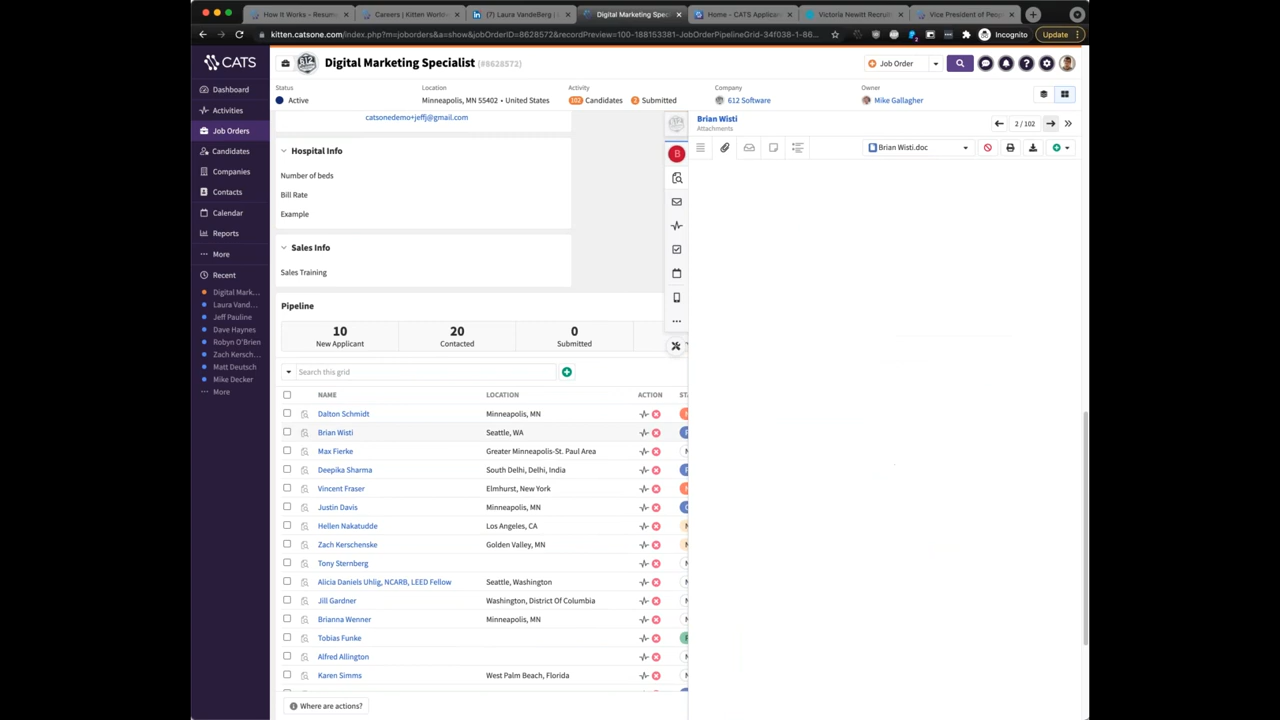 How It Works – Resum
Careers | Kitten World
(7) Laura VandeBerg |
Digital Marketing Speci
Home – CATS Applican
Victoria Newitt Recruit
Vice President of Peop
kitten.catsone.com/index.php?m=joborders&a=show&jobOrderID=8628572&recordPreview=100-188153381-JobOrderPipelineGrid-34f038-1-86...
Incognito
Update
CATS
Digital Marketing Specialist (#8628572)
Job Order
Dashboard
Activities
Job Orders
Candidates
Companies
Contacts
Calendar
Reports
More
Recent
Digital Mark...
Laura Vand...
Jeff Pauline
Dave Haynes
Robyn O'Brien
Zach Kersch...
Matt Deutsch
Mike Decker
More
Status
Active
Location
Minneapolis, MN 55402 • United States
Activity
102 Candidates
3 Submitted
Company
612 Software
Owner
Mike Gallagher
catsonedemo+jeffj@gmail.com
Hospital Info
Number of beds
Bill Rate
Example
Sales Info
Sales Training
Pipeline
10
New Applicant
20
Contacted
0
Submitted
Search this grid
NAME LOCATION ACTION STA
Dalton Schmidt Minneapolis, MN
Brian Wisti Seattle, WA
Max Fierke Greater Minneapolis-St. Paul Area
Deepika Sharma South Delhi, Delhi, India
Vincent Fraser Elmhurst, New York
Justin Davis Minneapolis, MN
Hellen Nakatudde Los Angeles, CA
Zach Kerschenske Golden Valley, MN
Tony Sternberg
Alicia Daniels Uhlig, NCARB, LEED Fellow Seattle, Washington
Jill Gardner Washington, District Of Columbia
Brianna Wenner Minneapolis, MN
Tobias Funke
Alfred Allington
Karen Simms West Palm Beach, Florida
Where are actions?
B
Brian Wisti
Attachments
2 / 102
Brian Wisti.doc